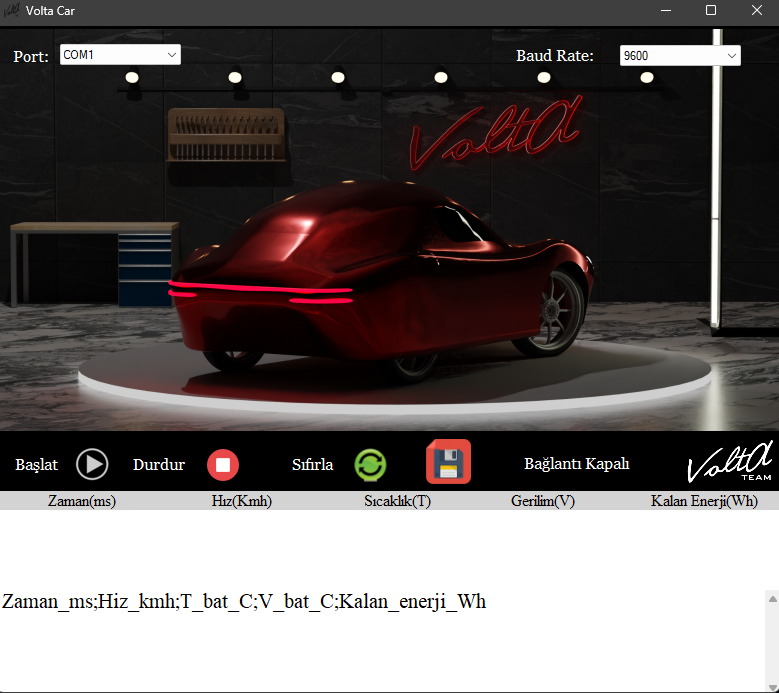 Volta Car
Port: COM1 Baud Rate: 9600
Volta
Başlat Durdur Sıfırla Bağlantı Kapalı Volta
TEAM
Zaman(ms) Hız(Kmh) Sıcaklık(T) Gerilim(V) Kalan Enerji(Wh)
Zaman_ms;Hiz_kmh;T_bat_C;V_bat_C;Kalan_enerji_Wh